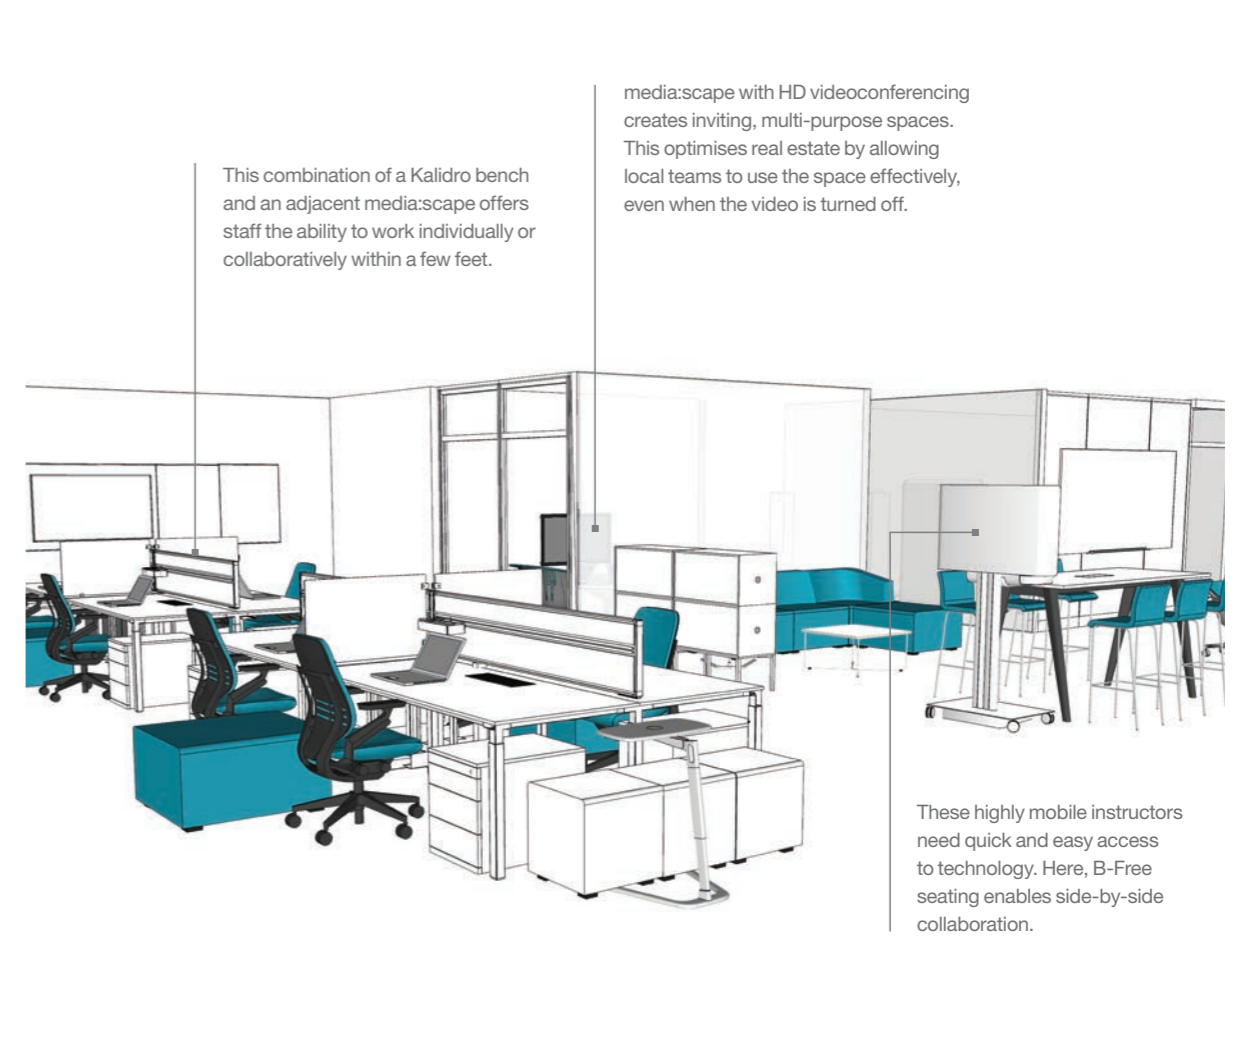 media:scape with HD videoconferencing
creates inviting, multi-purpose spaces.
This optimises real estate by allowing
local teams to use the space effectively,
even when the video is turned off.
This combination of a Kalidro bench
and an adjacent media:scape offers
staff the ability to work individually or
collaboratively within a few feet.
These highly mobile instructors
need quick and easy access
to technology. Here, B-Free
seating enables side-by-side
collaboration.